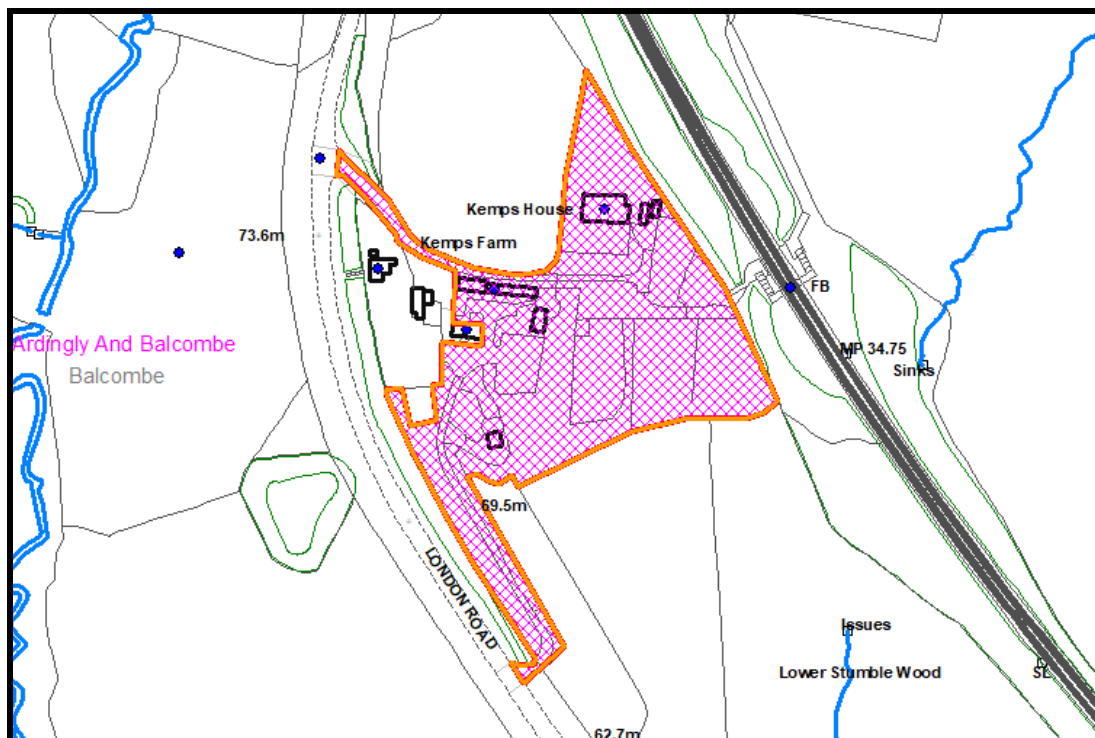 Kemps House
73.6m
Kemps Farm
FB
Ardingly And Balcombe
Balcombe
MP 34.75
Sinks
69.5m
LONDON ROAD
Issues
Lower Stumble Wood
SL
62.7m